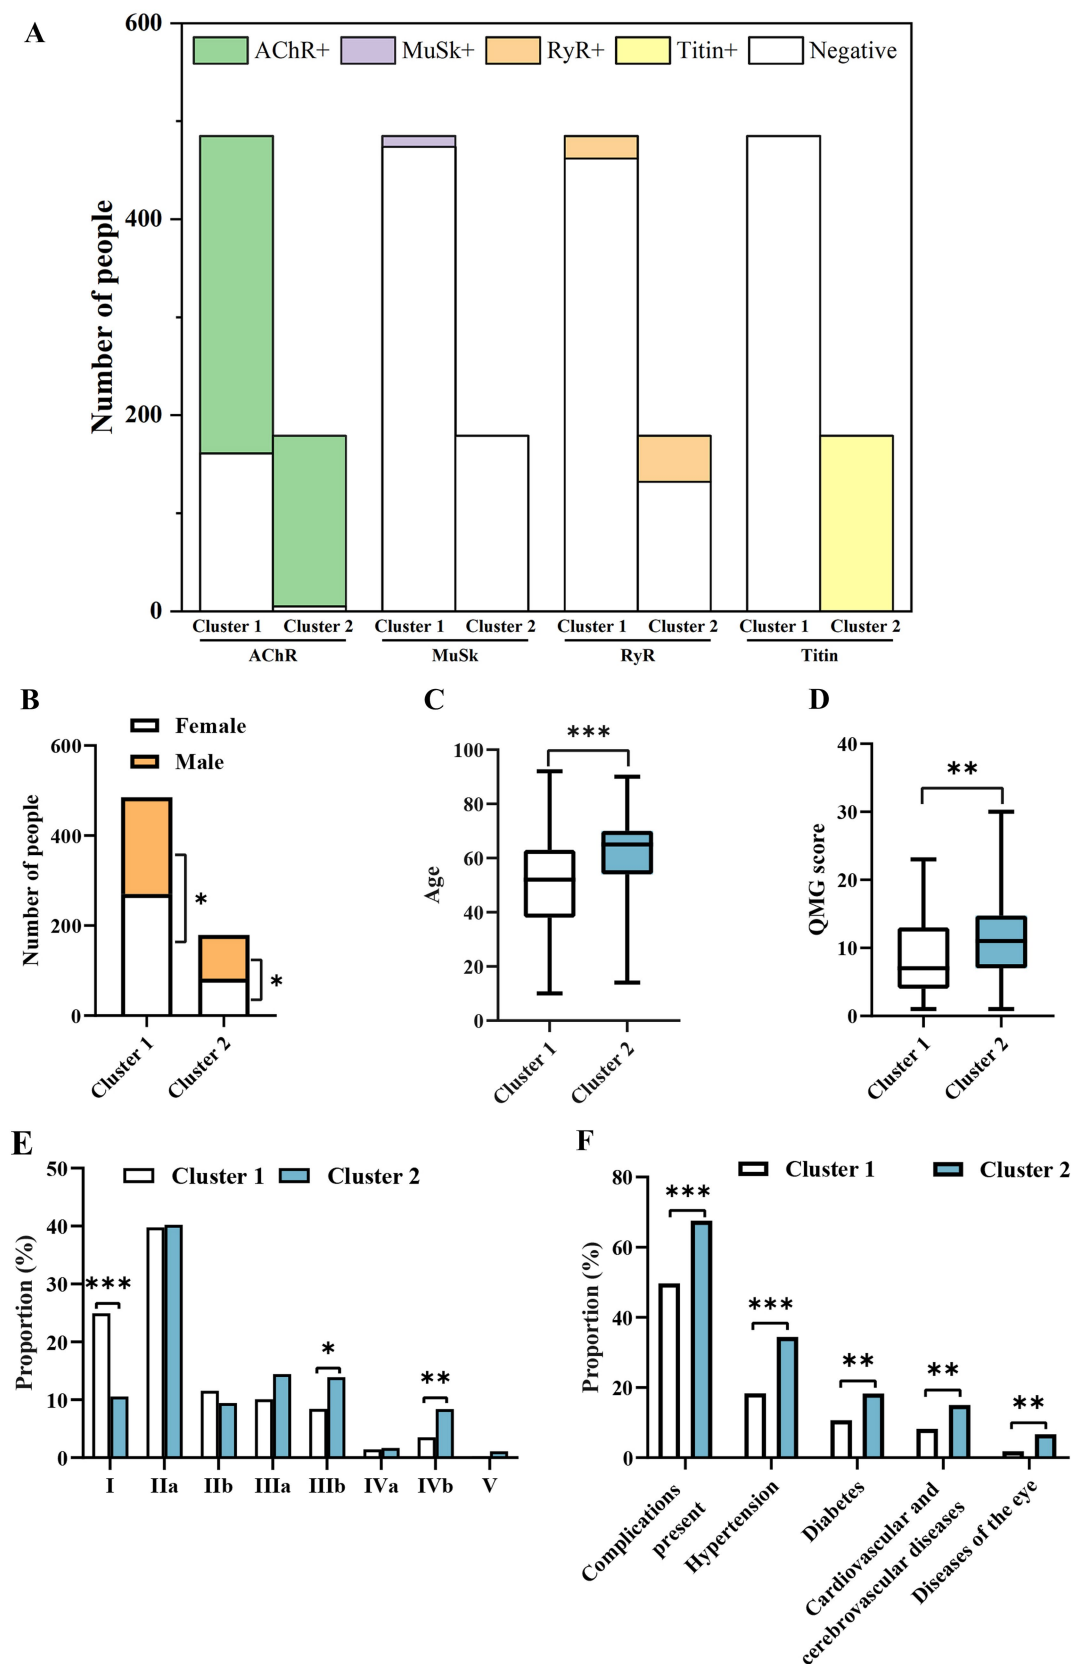 A
600
AChR+ MuSk+ RyR+ Titin+ Negative
400
200
0
Number of people
Cluster 1 Cluster 2 Cluster 1 Cluster 2 Cluster 1 Cluster 2 Cluster 1 Cluster 2
AChR MuSk RyR Titin
B
Female
Male
600
400
200
0
Number of people
*
*
Cluster 1 Cluster 2
C
***
100
80
60
40
20
0
Age
Cluster 1 Cluster 2
D
**
40
30
20
10
0
QMG score
Cluster 1 Cluster 2
E
Cluster 1 Cluster 2
50
40
30
20
10
0
Proportion (%)
***
*
**
I IIa IIb IIIa IIIb IVa IVb V
F
Cluster 1 Cluster 2
80
60
40
20
0
Proportion (%)
***
***
**
**
**
Complications
present
Hypertension
Diabetes
Cardiovascular and
cerebrovascular diseases
Diseases of the eye